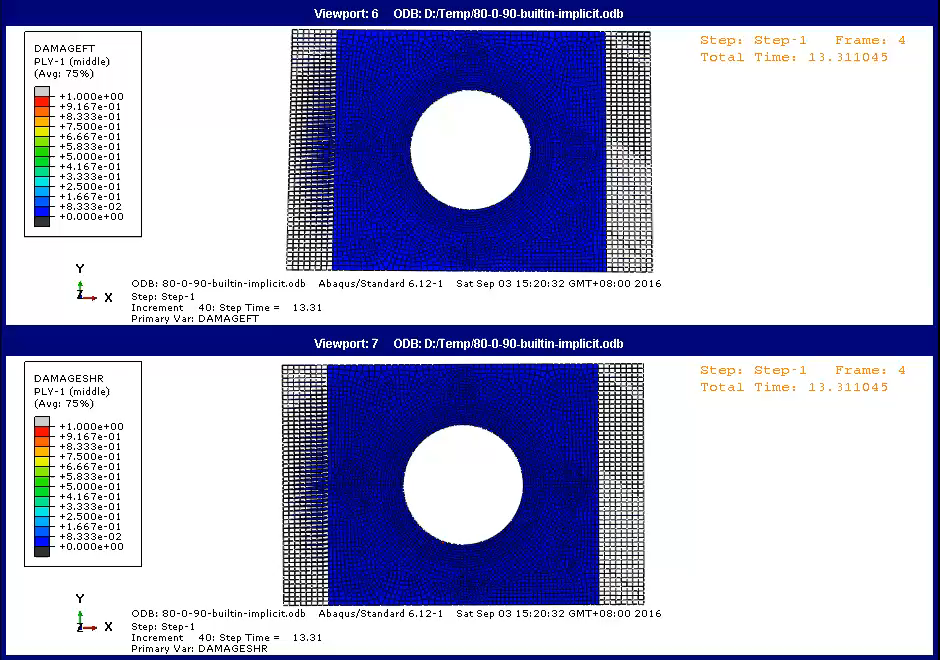 Viewport: 6 ODB: D:/Temp/80-0-90-builtin-implicit.odb
DAMAGEFT
PLY-1 (middle)
(Avg: 75%)
+1.000e+00
+9.167e-01
+8.333e-01
+7.500e-01
+6.667e-01
+5.833e-01
+5.000e-01
+4.167e-01
+3.333e-01
+2.500e-01
+1.667e-01
+8.333e-02
+0.000e+00
Step: Step-1 Frame: 4
Total Time: 13.311045
Y
Z X
ODB: 80-0-90-builtin-implicit.odb Abaqus/Standard 6.12-1 Sat Sep 03 15:20:32 GMT+08:00 2016
Step: Step-1
Increment 40: Step Time = 13.31
Primary Var: DAMAGEFT
Viewport: 7 ODB: D:/Temp/80-0-90-builtin-implicit.odb
DAMAGESHR
PLY-1 (middle)
(Avg: 75%)
+1.000e+00
+9.167e-01
+8.333e-01
+7.500e-01
+6.667e-01
+5.833e-01
+5.000e-01
+4.167e-01
+3.333e-01
+2.500e-01
+1.667e-01
+8.333e-02
+0.000e+00
Step: Step-1 Frame: 4
Total Time: 13.311045
Y
Z X
ODB: 80-0-90-builtin-implicit.odb Abaqus/Standard 6.12-1 Sat Sep 03 15:20:32 GMT+08:00 2016
Step: Step-1
Increment 40: Step Time = 13.31
Primary Var: DAMAGESHR